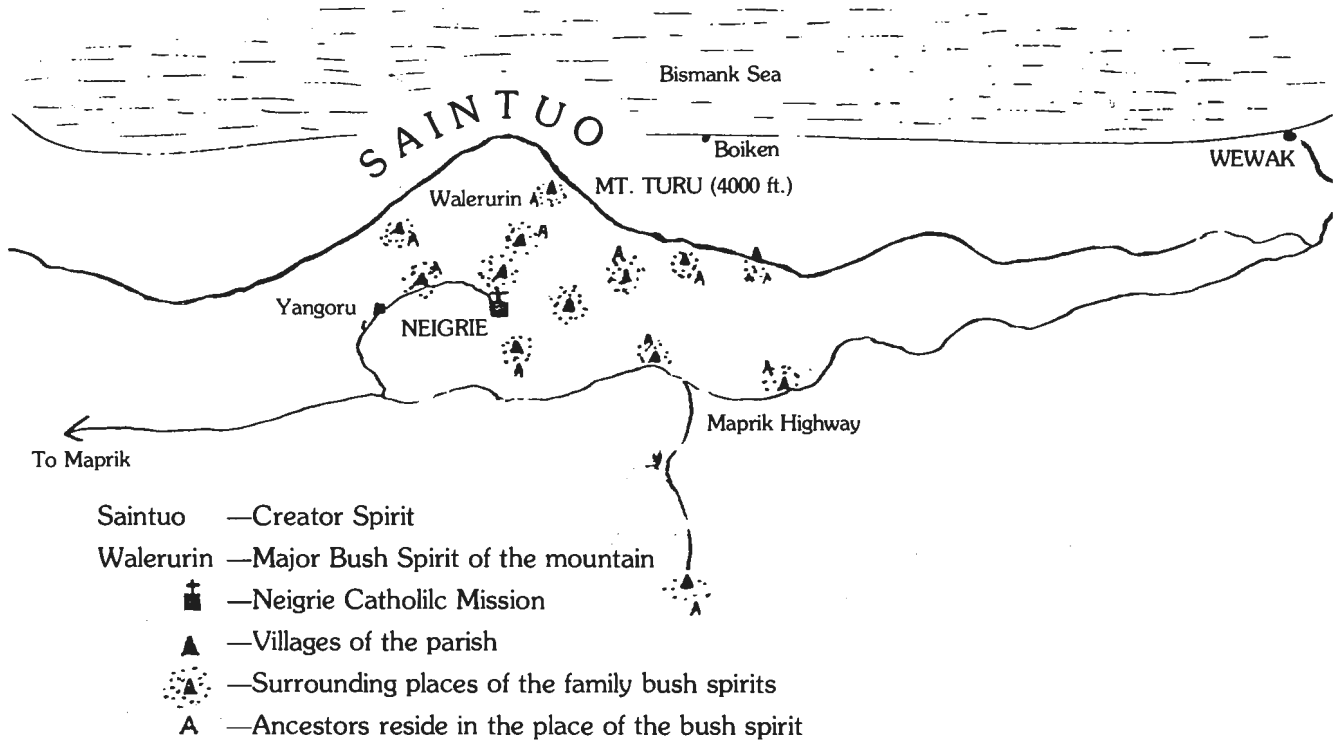 Bismank Sea
SAINTUO
Boiken
WEWAK
MT. TURU (4000 ft.)
Walerurin
A
A
A
A
Yangoru
NEIGRIE
A
A
A
A
A
A
Maprik Highway
To Maprik
Saintuo —Creator Spirit
Walerurin —Major Bush Spirit of the mountain
—Neigrie Catholilc Mission
—Villages of the parish
—Surrounding places of the family bush spirits
A
A —Ancestors reside in the place of the bush spirit